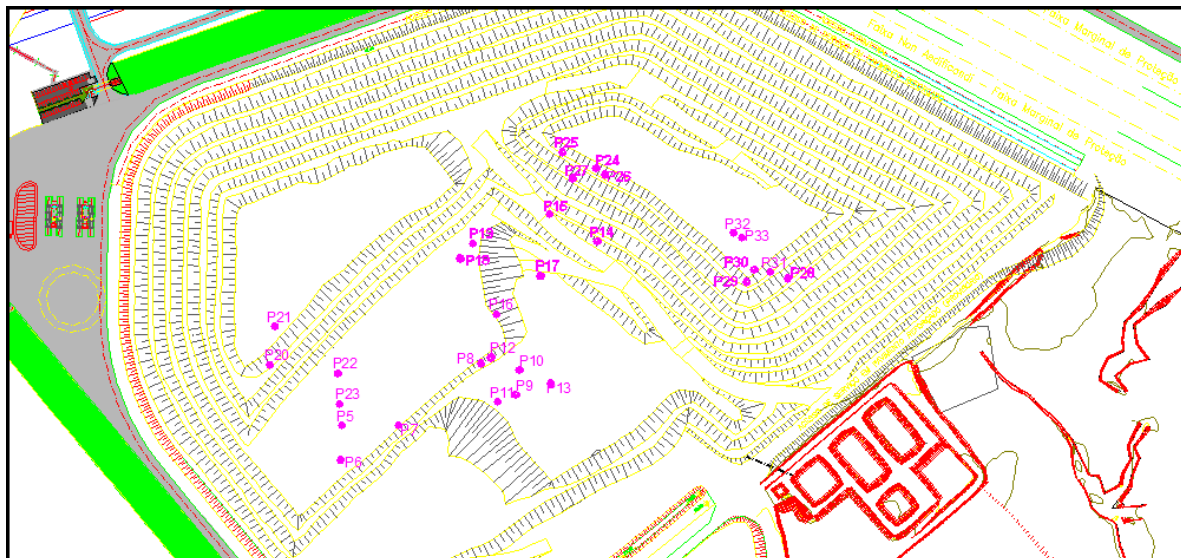 Faixa Marginal de Proteção
Faixa Non Aedificandi
Faixa Marginal de Proteção
P25
P24
P27
P26
P15
P32
P33
P19
P14
P18
P17
P30
P31
P29
P28
P16
P21
P12
P8
P10
P20
P22
P13
P9
P11
P23
P5
P7
P6